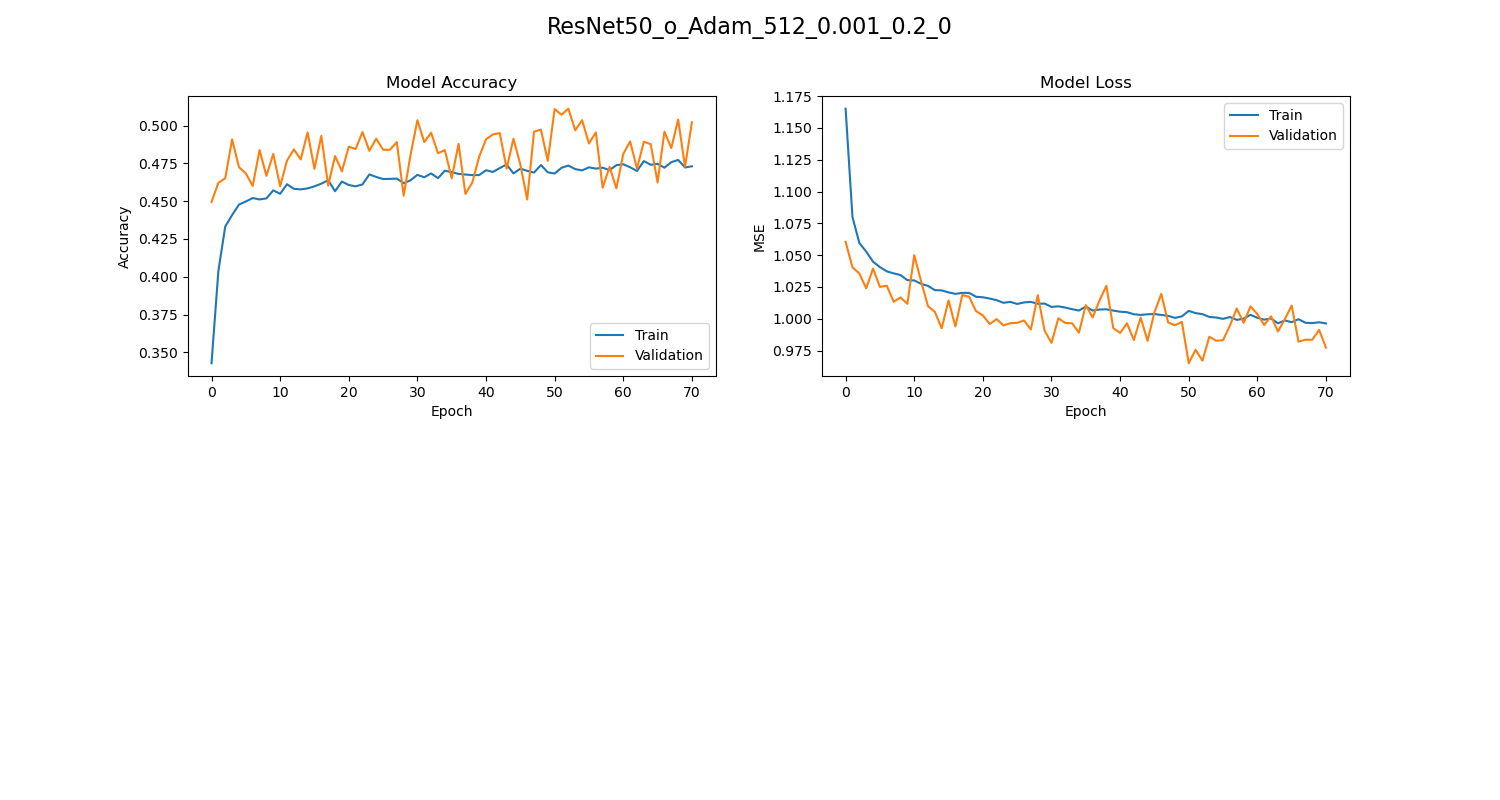 ResNet50_o_Adam_512_0.001_0.2_0
Model Accuracy
0.500
0.475
0.450
0.425
0.400
0.375
0.350
Accuracy
0 10 20 30 40 50 60 70
Epoch
Train
Validation
Model Loss
1.175
1.150
1.125
1.100
1.075
1.050
1.025
1.000
0.975
MSE
0 10 20 30 40 50 60 70
Epoch
Train
Validation